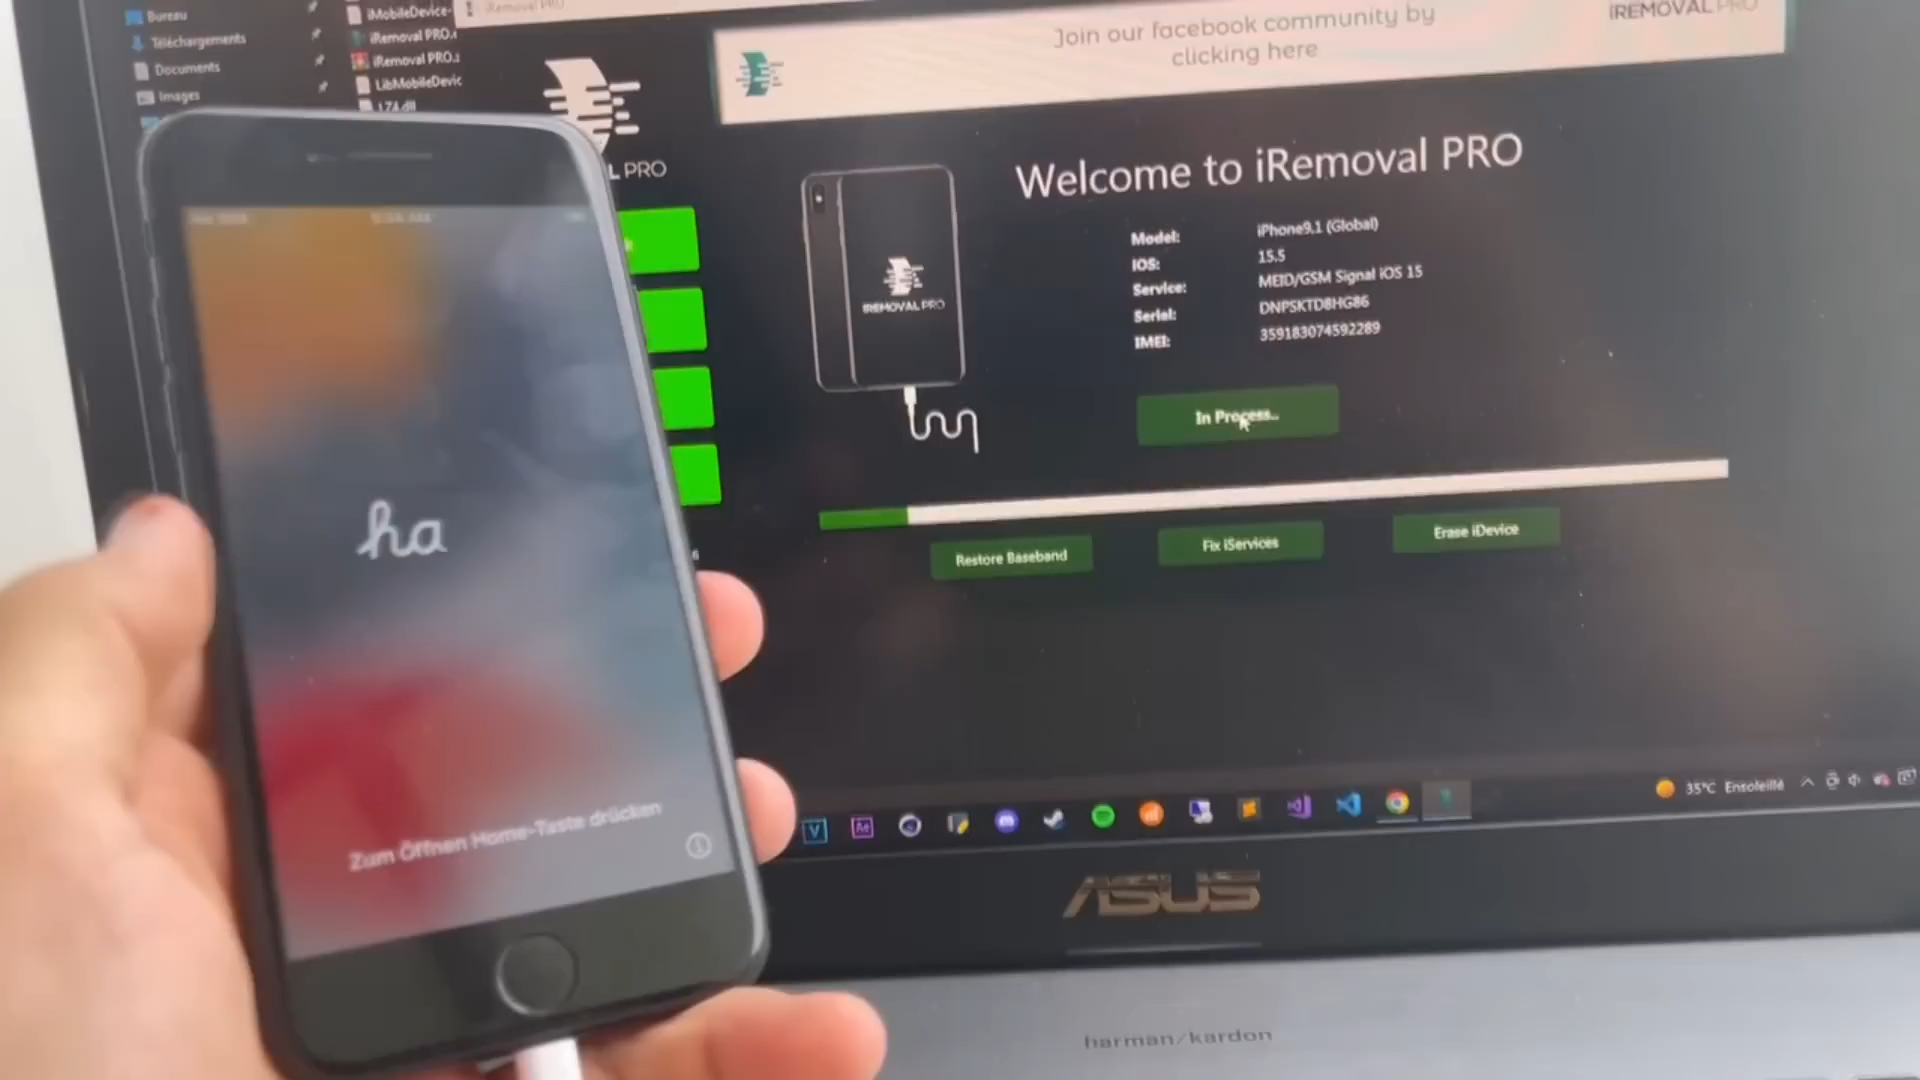 Bureau
Téléchargements
Documents
Images
iMobileDevice-
iRemoval PRO.
iRemoval PRO.
LibMobileDevic
iRemoval PRO
L PRO
Join our facebook community by
clicking here
iREMOVAL PRO
Welcome to iRemoval PRO
Model: iPhone9.1 (Global)
IOS: 15.5
Service: MEID/GSM Signal iOS 15
Serial: DNPSKTD8HG86
IMEI: 359183074592289
iREMOVAL PRO
In Process..
Restore Baseband
Fix iServices
Erase iDevice
ha
Zum Öffnen Home-Taste drücken
35°C Ensoleillé
ASUS
harman/kardon